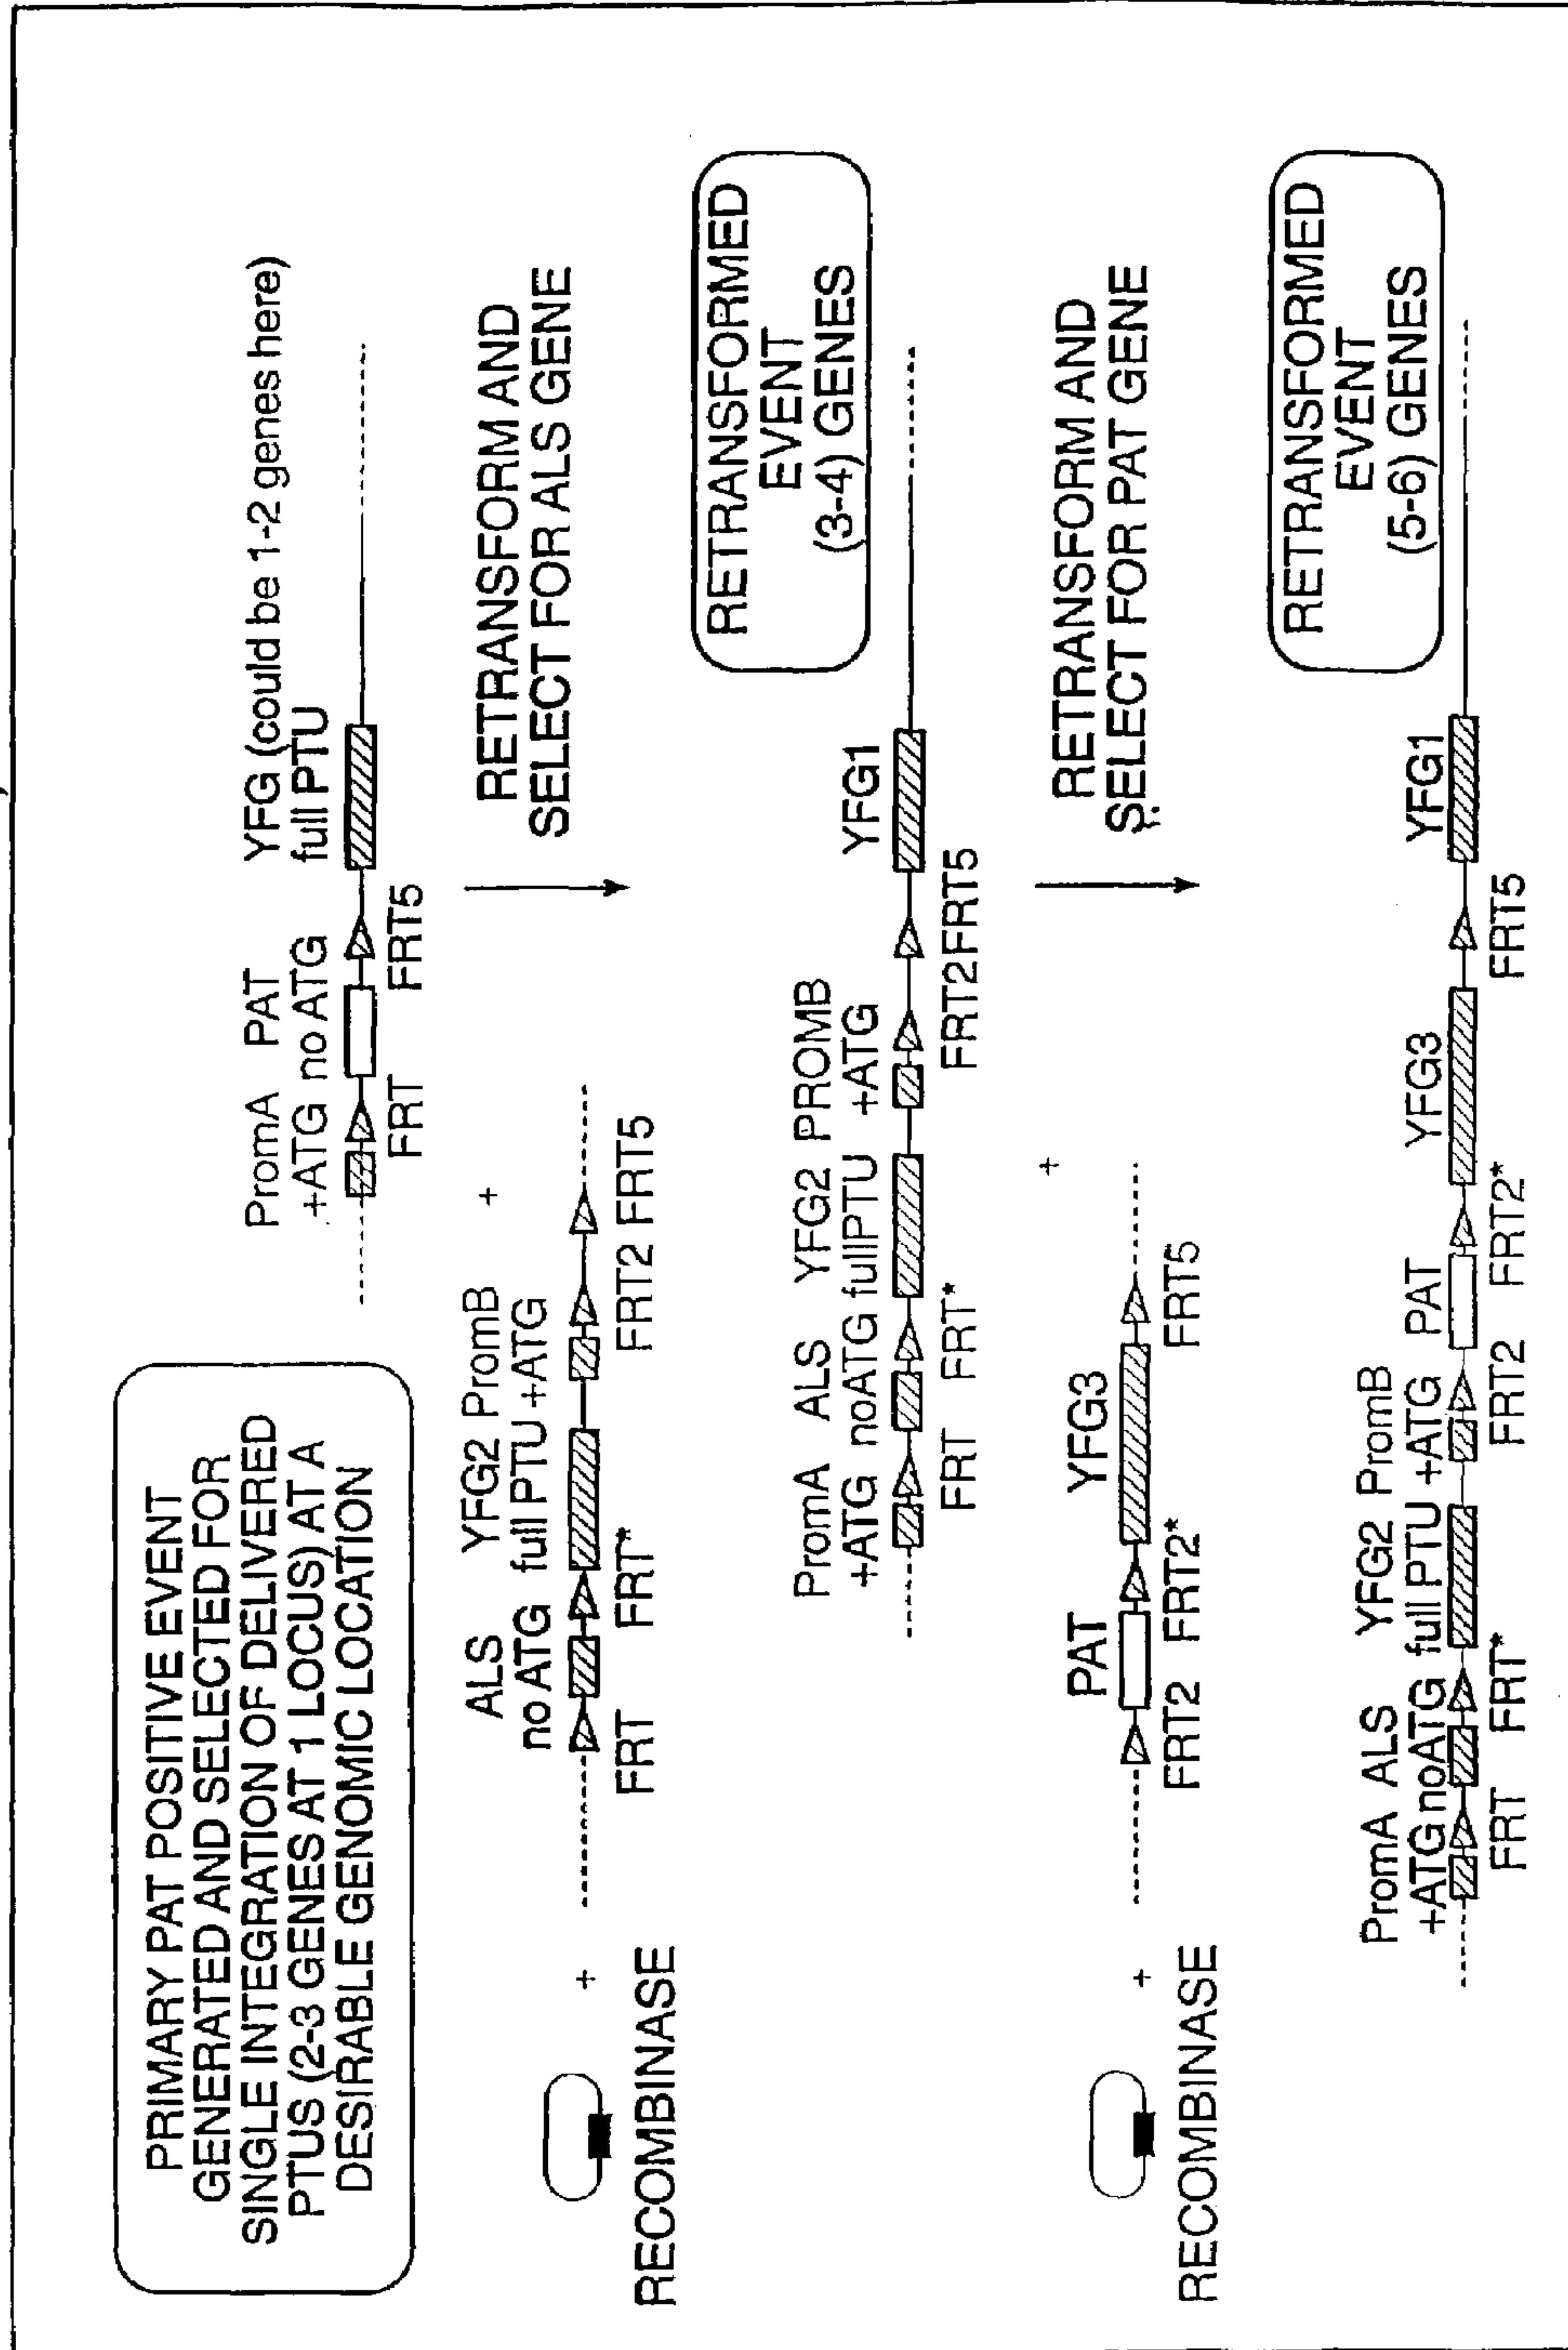 PRIMARY PAT POSITIVE EVENT
GENERATED AND SELECTED FOR
SINGLE INTEGRATION OF DELIVERED
PTUS (2-3 GENES AT 1 LOCUS) AT A
DESIRABLE GENOMIC LOCATION
PromA PAT YFG (could be 1-2 genes here)
+ATG no ATG full PTU
FRT FRT5
ALS YFG2 PromB +
no ATG full PTU +ATG
+
FRT FRT* FRT2 FRT5
RECOMBINASE
RETRANSFORM AND
SELECT FOR ALS GENE
RETRANSFORMED
EVENT
(3-4) GENES
PromA ALS YFG2 PROMB YFG1
+ATG noATG fullPTU +ATG
FRT FRT* FRT2FRT5
+
PAT YFG3
+
FRT2 FRT2* FRT5
RECOMBINASE
RETRANSFORM AND
SELECT FOR PAT GENE
RETRANSFORMED
EVENT
(5-6) GENES
PromA ALS YFG2 PromB YFG3 YFG1
+ATG noATG full PTU +ATG PAT
FRT FRT* FRT2 FRT2* FRT5